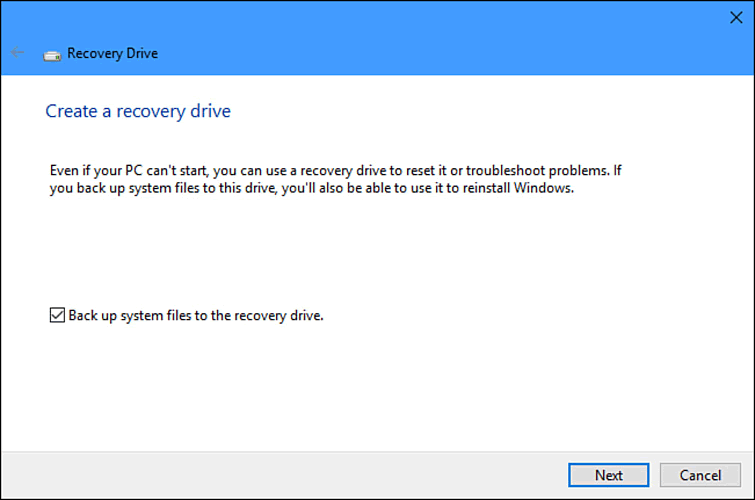 Recovery Drive
Create a recovery drive
Even if your PC can't start, you can use a recovery drive to reset it or troubleshoot problems. If
you back up system files to this drive, you'll also be able to use it to reinstall Windows.
Back up system files to the recovery drive.
Next
Cancel